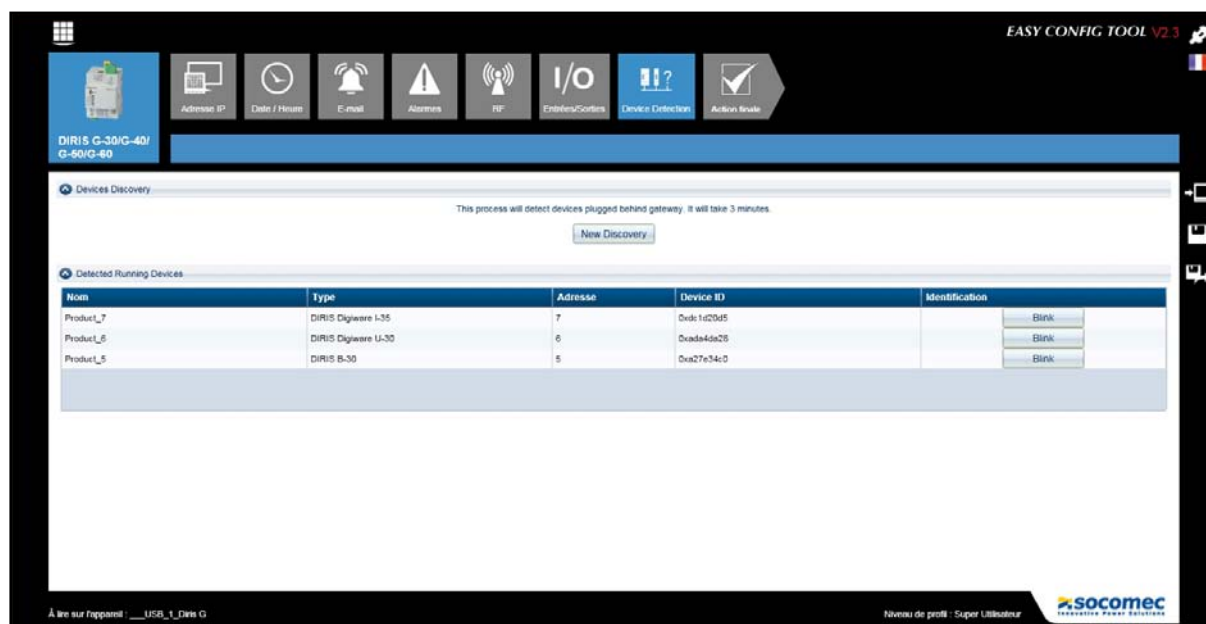 EASY CONFIG TOOL V2.3
DIRIS G-30/G-40/
G-50/G-60
Adresse IP
Date / Heure
E-mail
Alarmes
RF
I/O
Entrées/Sorties
?
Device Detection
Action finale
Devices Discovery
This process will detect devices plugged behind gateway. It will take 3 minutes.
New Discovery
Detected Running Devices
Nom Type Adresse Device ID Identification
Product_7 DIRIS Digiware I-35 7 0xdc1d20d5 Blink
Product_6 DIRIS Digiware U-30 6 0xada4da26 Blink
Product_5 DIRIS B-30 5 0xa27e34c0 Blink
À lire sur l'appareil : ___USB_1_Diris G
Niveau de profil : Super Utilisateur
socomec
Innovative Power Solutions